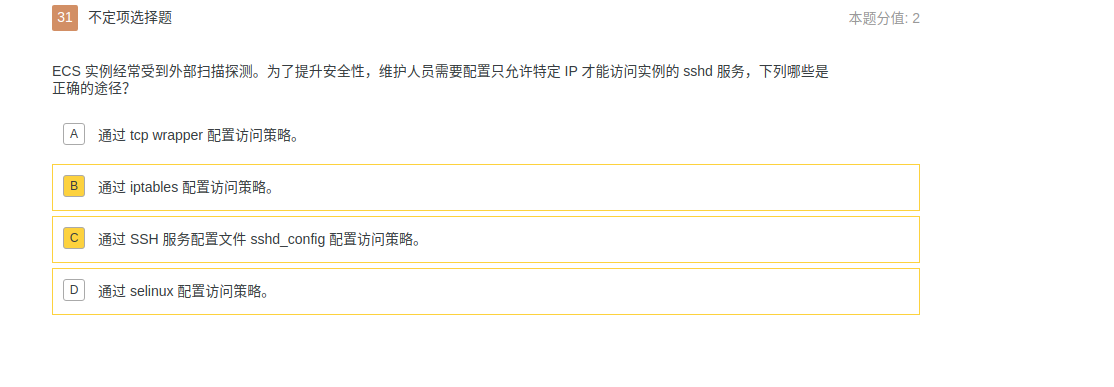 31 不定项选择题 本题分值: 2
ECS 实例经常受到外部扫描探测。为了提升安全性，维护人员需要配置只允许特定 IP 才能访问实例的 sshd 服务，下列哪些是
正确的途径？
A 通过 tcp wrapper 配置访问策略。
B 通过 iptables 配置访问策略。
C 通过 SSH 服务配置文件 sshd_config 配置访问策略。
D 通过 selinux 配置访问策略。